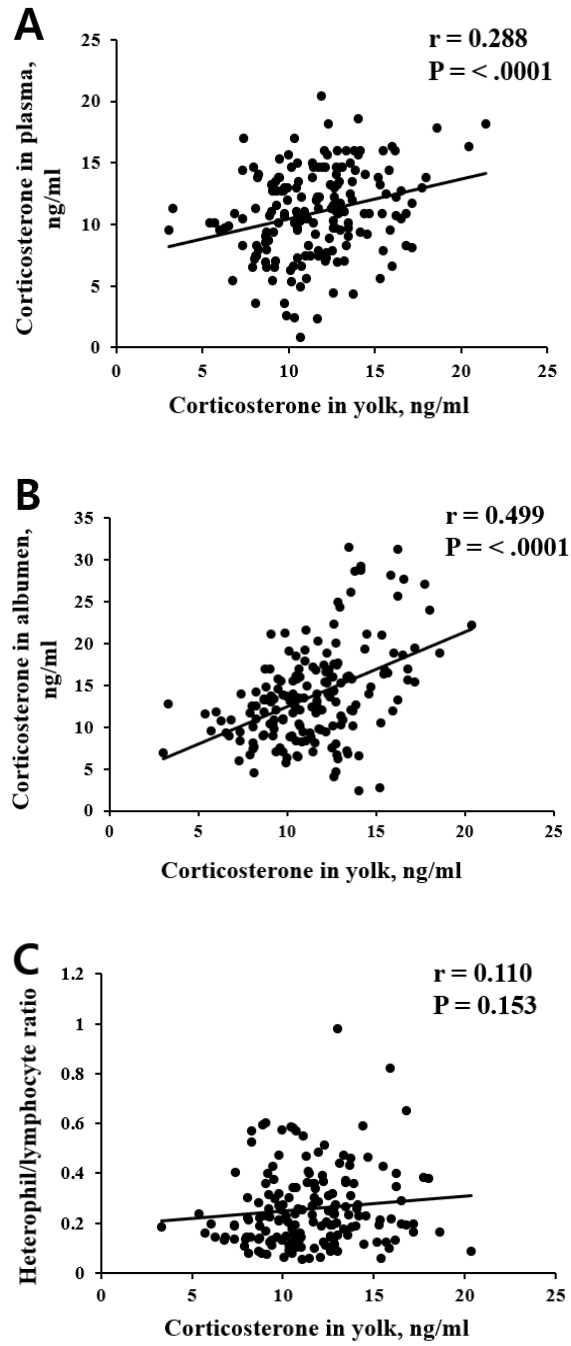 A
r = 0.288
P = < .0001
Corticosterone in plasma,
ng/ml
25
20
15
10
5
0
0 5 10 15 20 25
Corticosterone in yolk, ng/ml
B
r = 0.499
P = < .0001
Corticosterone in albumen,
ng/ml
35
30
25
20
15
10
5
0
0 5 10 15 20 25
Corticosterone in yolk, ng/ml
C
r = 0.110
P = 0.153
Heterophil/lymphocyte ratio
1.2
1
0.8
0.6
0.4
0.2
0
0 5 10 15 20 25
Corticosterone in yolk, ng/ml